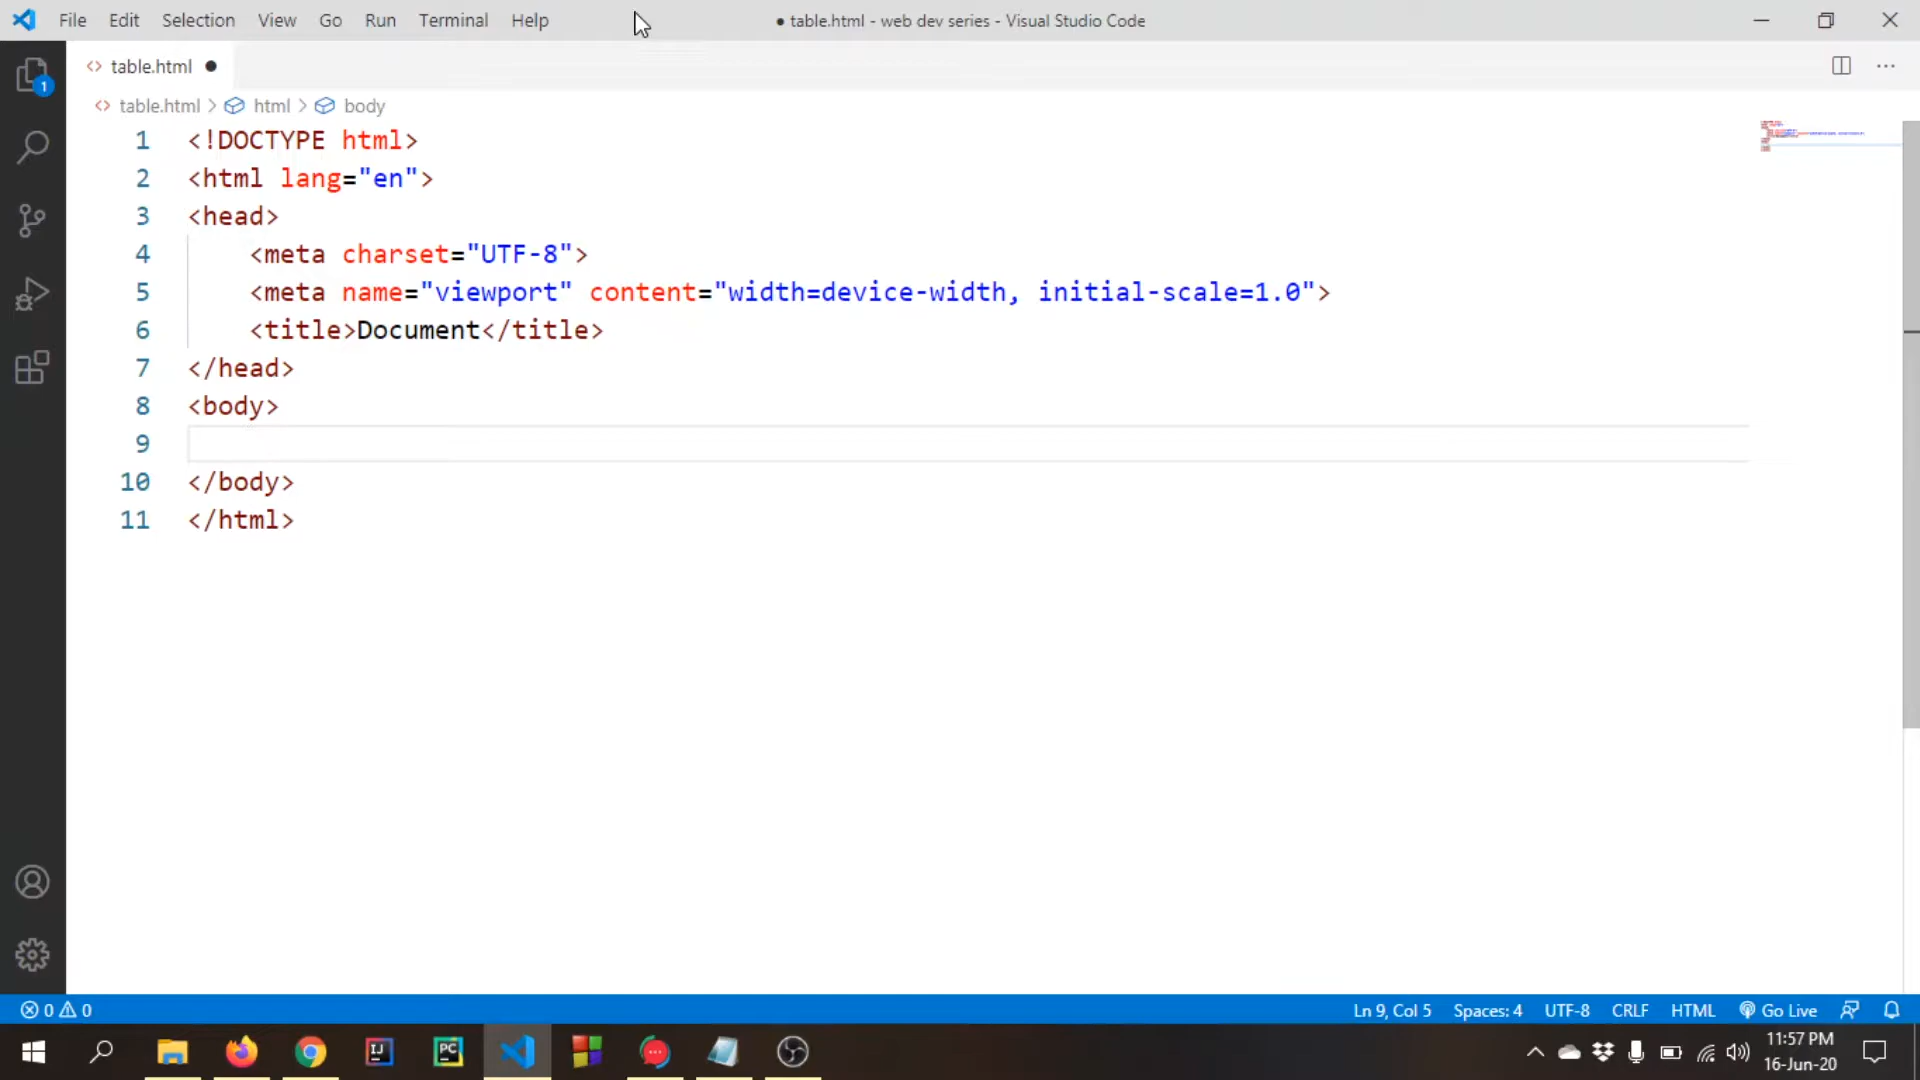 File Edit Selection View Go Run Terminal Help
● table.html - web dev series - Visual Studio Code
<> table.html ●
1
<> table.html > html > body
1 <!DOCTYPE html>
2 <html lang="en">
3 <head>
4 <meta charset="UTF-8">
5 <meta name="viewport" content="width=device-width, initial-scale=1.0">
6 <title>Document</title>
7 </head>
8 <body>
9
10 </body>
11 </html>
0 0
Ln 9, Col 5 Spaces: 4 UTF-8 CRLF HTML Go Live
IJ PC
11:57 PM
16-Jun-20